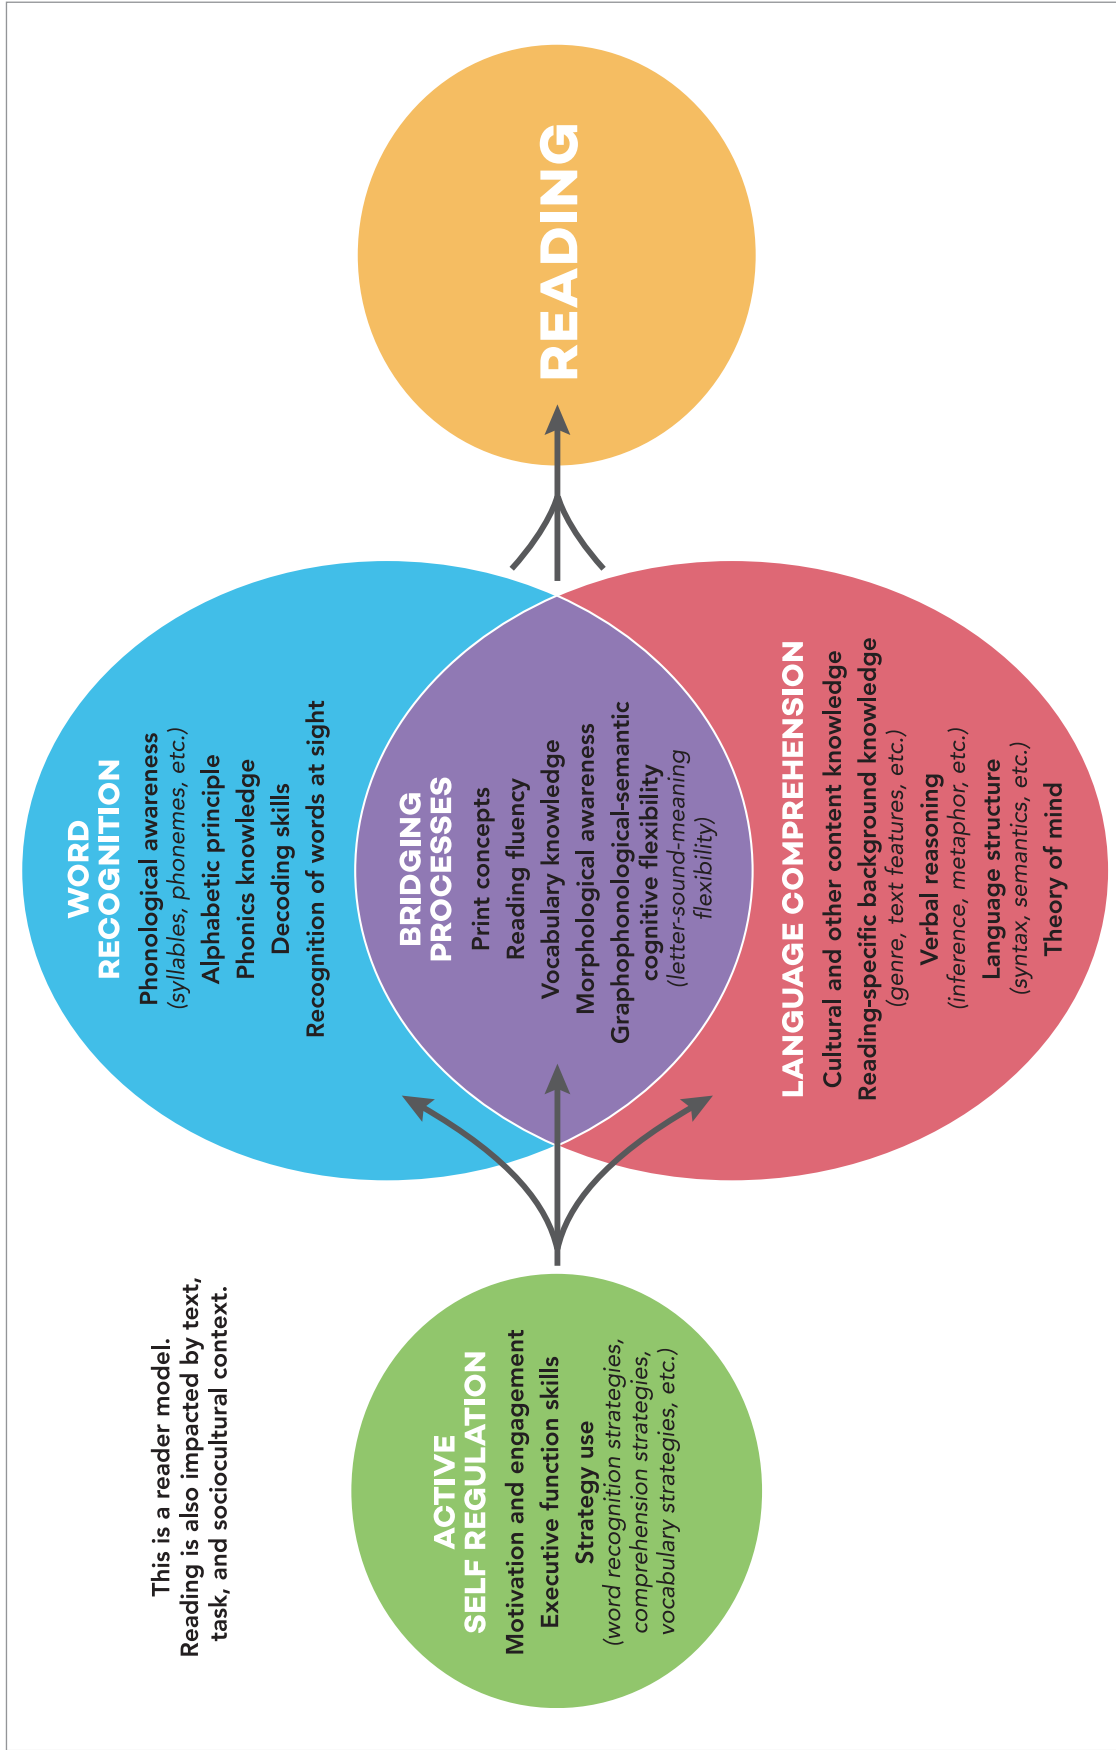 This is a reader model.
Reading is also impacted by text,
task, and sociocultural context.
ACTIVE
SELF REGULATION
Motivation and engagement
Executive function skills
Strategy use
(word recognition strategies,
comprehension strategies,
vocabulary strategies, etc.)
WORD
RECOGNITION
Phonological awareness
(syllables, phonemes, etc.)
Alphabetic principle
Phonics knowledge
Decoding skills
Recognition of words at sight
BRIDGING
PROCESSES
Print concepts
Reading fluency
Vocabulary knowledge
Morphological awareness
Graphophonological-semantic
cognitive flexibility
(letter-sound-meaning
flexibility)
LANGUAGE COMPREHENSION
Cultural and other content knowledge
Reading-specific background knowledge
(genre, text features, etc.)
Verbal reasoning
(inference, metaphor, etc.)
Language structure
(syntax, semantics, etc.)
Theory of mind
READING